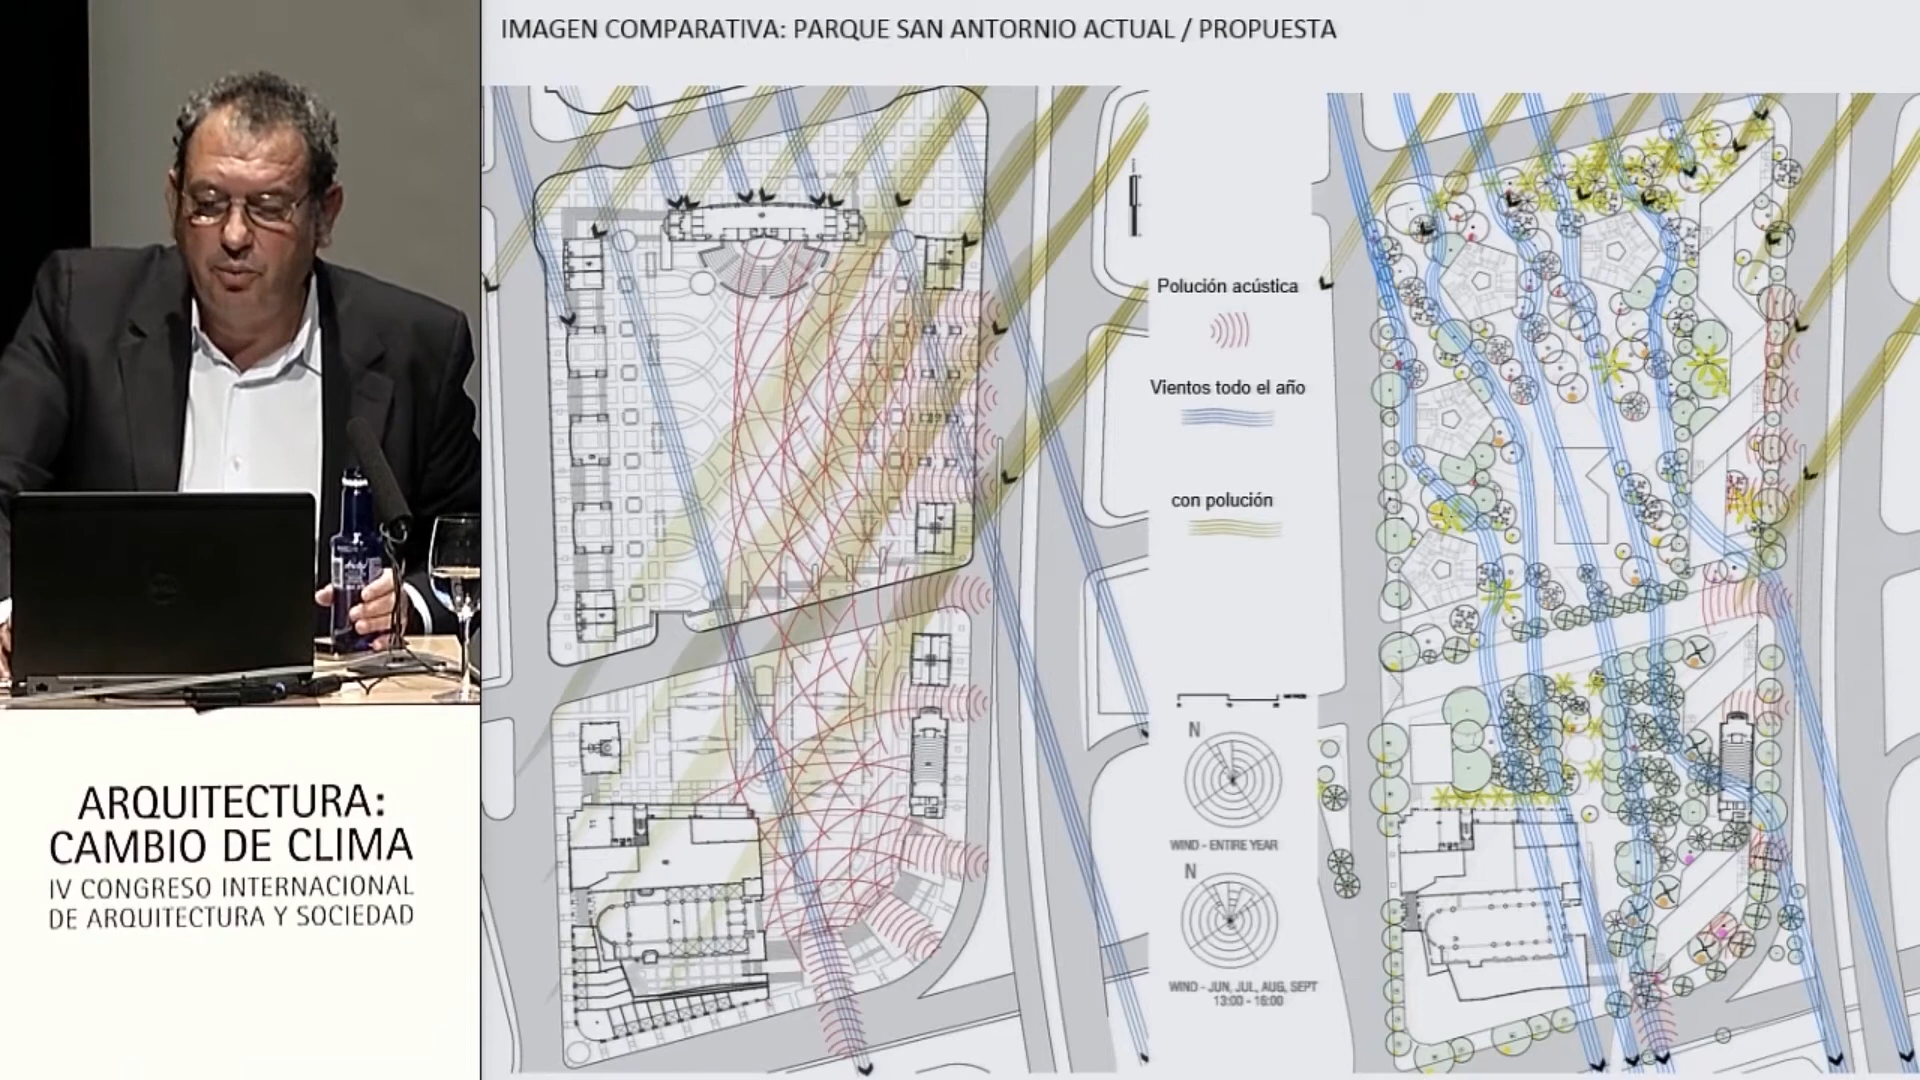 IMAGEN COMPARATIVA: PARQUE SAN ANTORNIO ACTUAL / PROPUESTA
Polución acústica
Vientos todo el año
con polución
N
WIND - ENTIRE YEAR
N
WIND - JUN, JUL, AUG, SEPT
13:00 - 16:00
ARQUITECTURA:
CAMBIO DE CLIMA
IV CONGRESO INTERNACIONAL
DE ARQUITECTURA Y SOCIEDAD